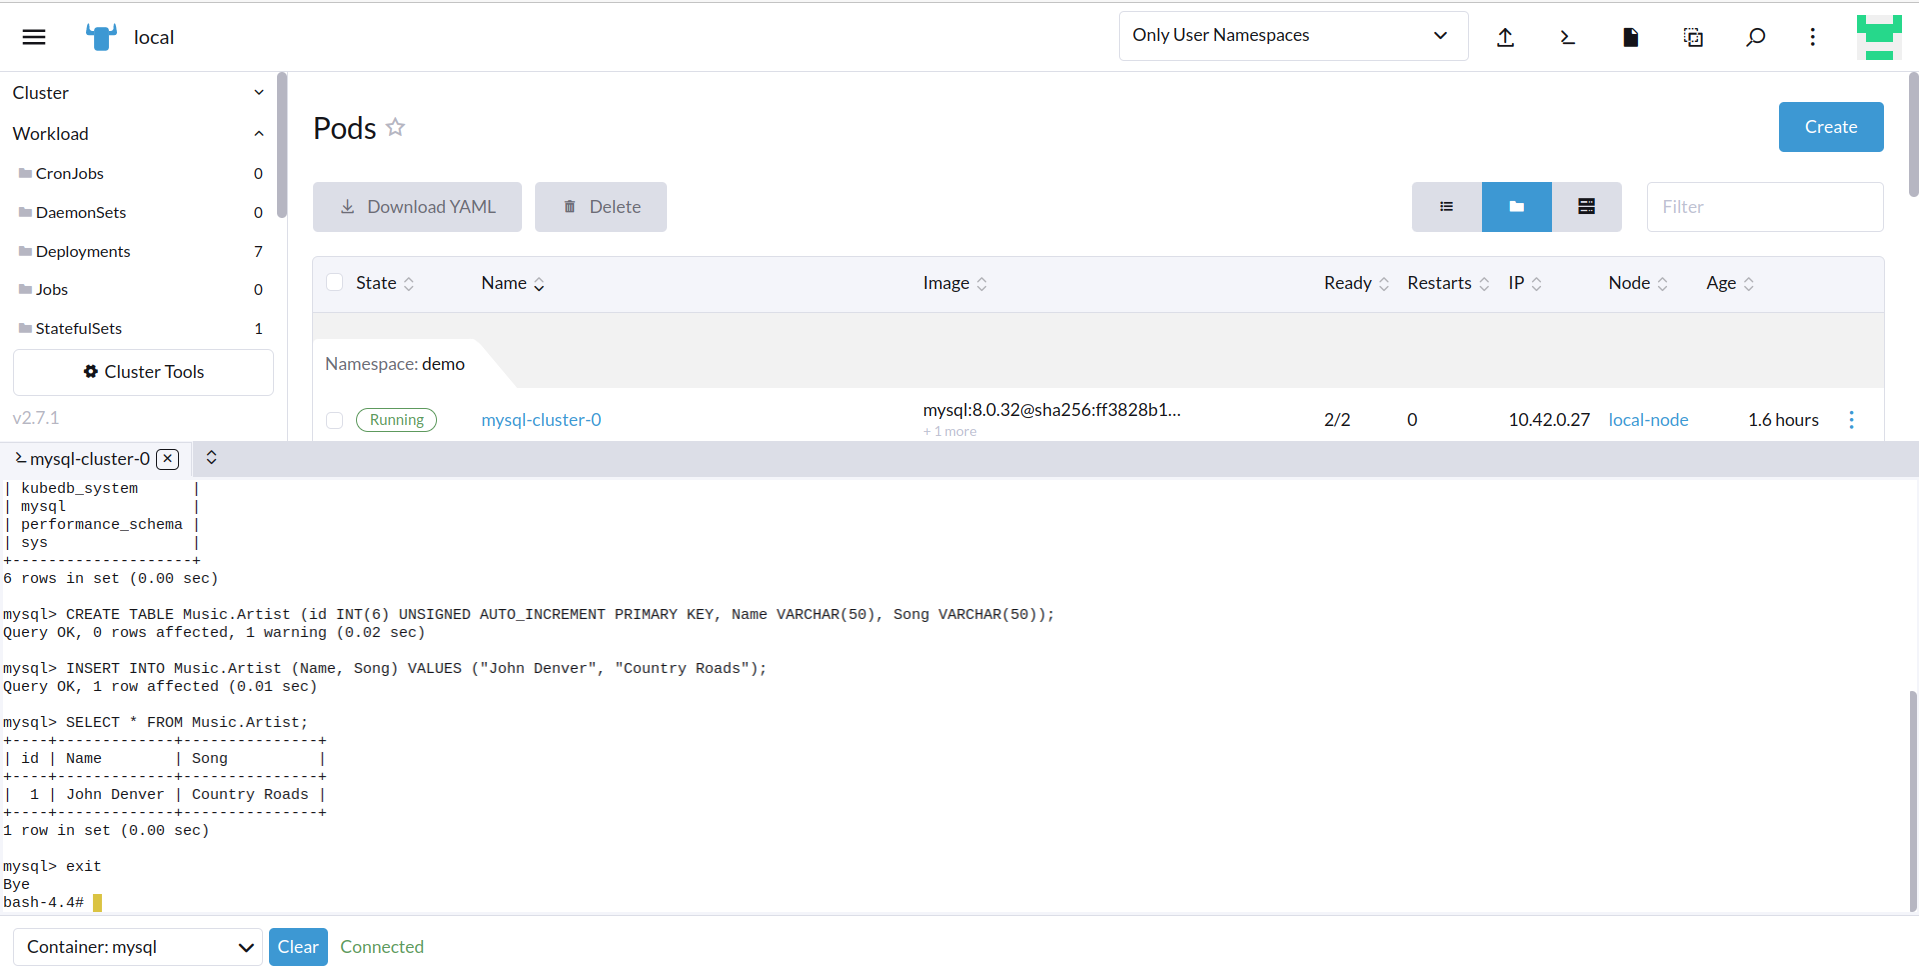 local
Only User Namespaces
Cluster
Workload
CronJobs 0
DaemonSets 0
Deployments 7
Jobs 0
StatefulSets 1
Cluster Tools
v2.7.1
Pods
Create
Download YAML
Delete
Filter
State Name Image Ready Restarts IP Node Age
Namespace: demo
Running mysql-cluster-0 mysql:8.0.32@sha256:ff3828b1... 2/2 0 10.42.0.27 local-node 1.6 hours
+ 1 more
mysql-cluster-0
| kubedb_system      |
| mysql              |
| performance_schema |
| sys                |
+--------------------+
6 rows in set (0.00 sec)
mysql> CREATE TABLE Music.Artist (id INT(6) UNSIGNED AUTO_INCREMENT PRIMARY KEY, Name VARCHAR(50), Song VARCHAR(50));
Query OK, 0 rows affected, 1 warning (0.02 sec)
mysql> INSERT INTO Music.Artist (Name, Song) VALUES ("John Denver", "Country Roads");
Query OK, 1 row affected (0.01 sec)
mysql> SELECT * FROM Music.Artist;
+----+-------------+---------------+
| id | Name        | Song          |
+----+-------------+---------------+
|  1 | John Denver | Country Roads |
+----+-------------+---------------+
1 row in set (0.00 sec)
mysql> exit
Bye
bash-4.4#
Container: mysql
Clear
Connected